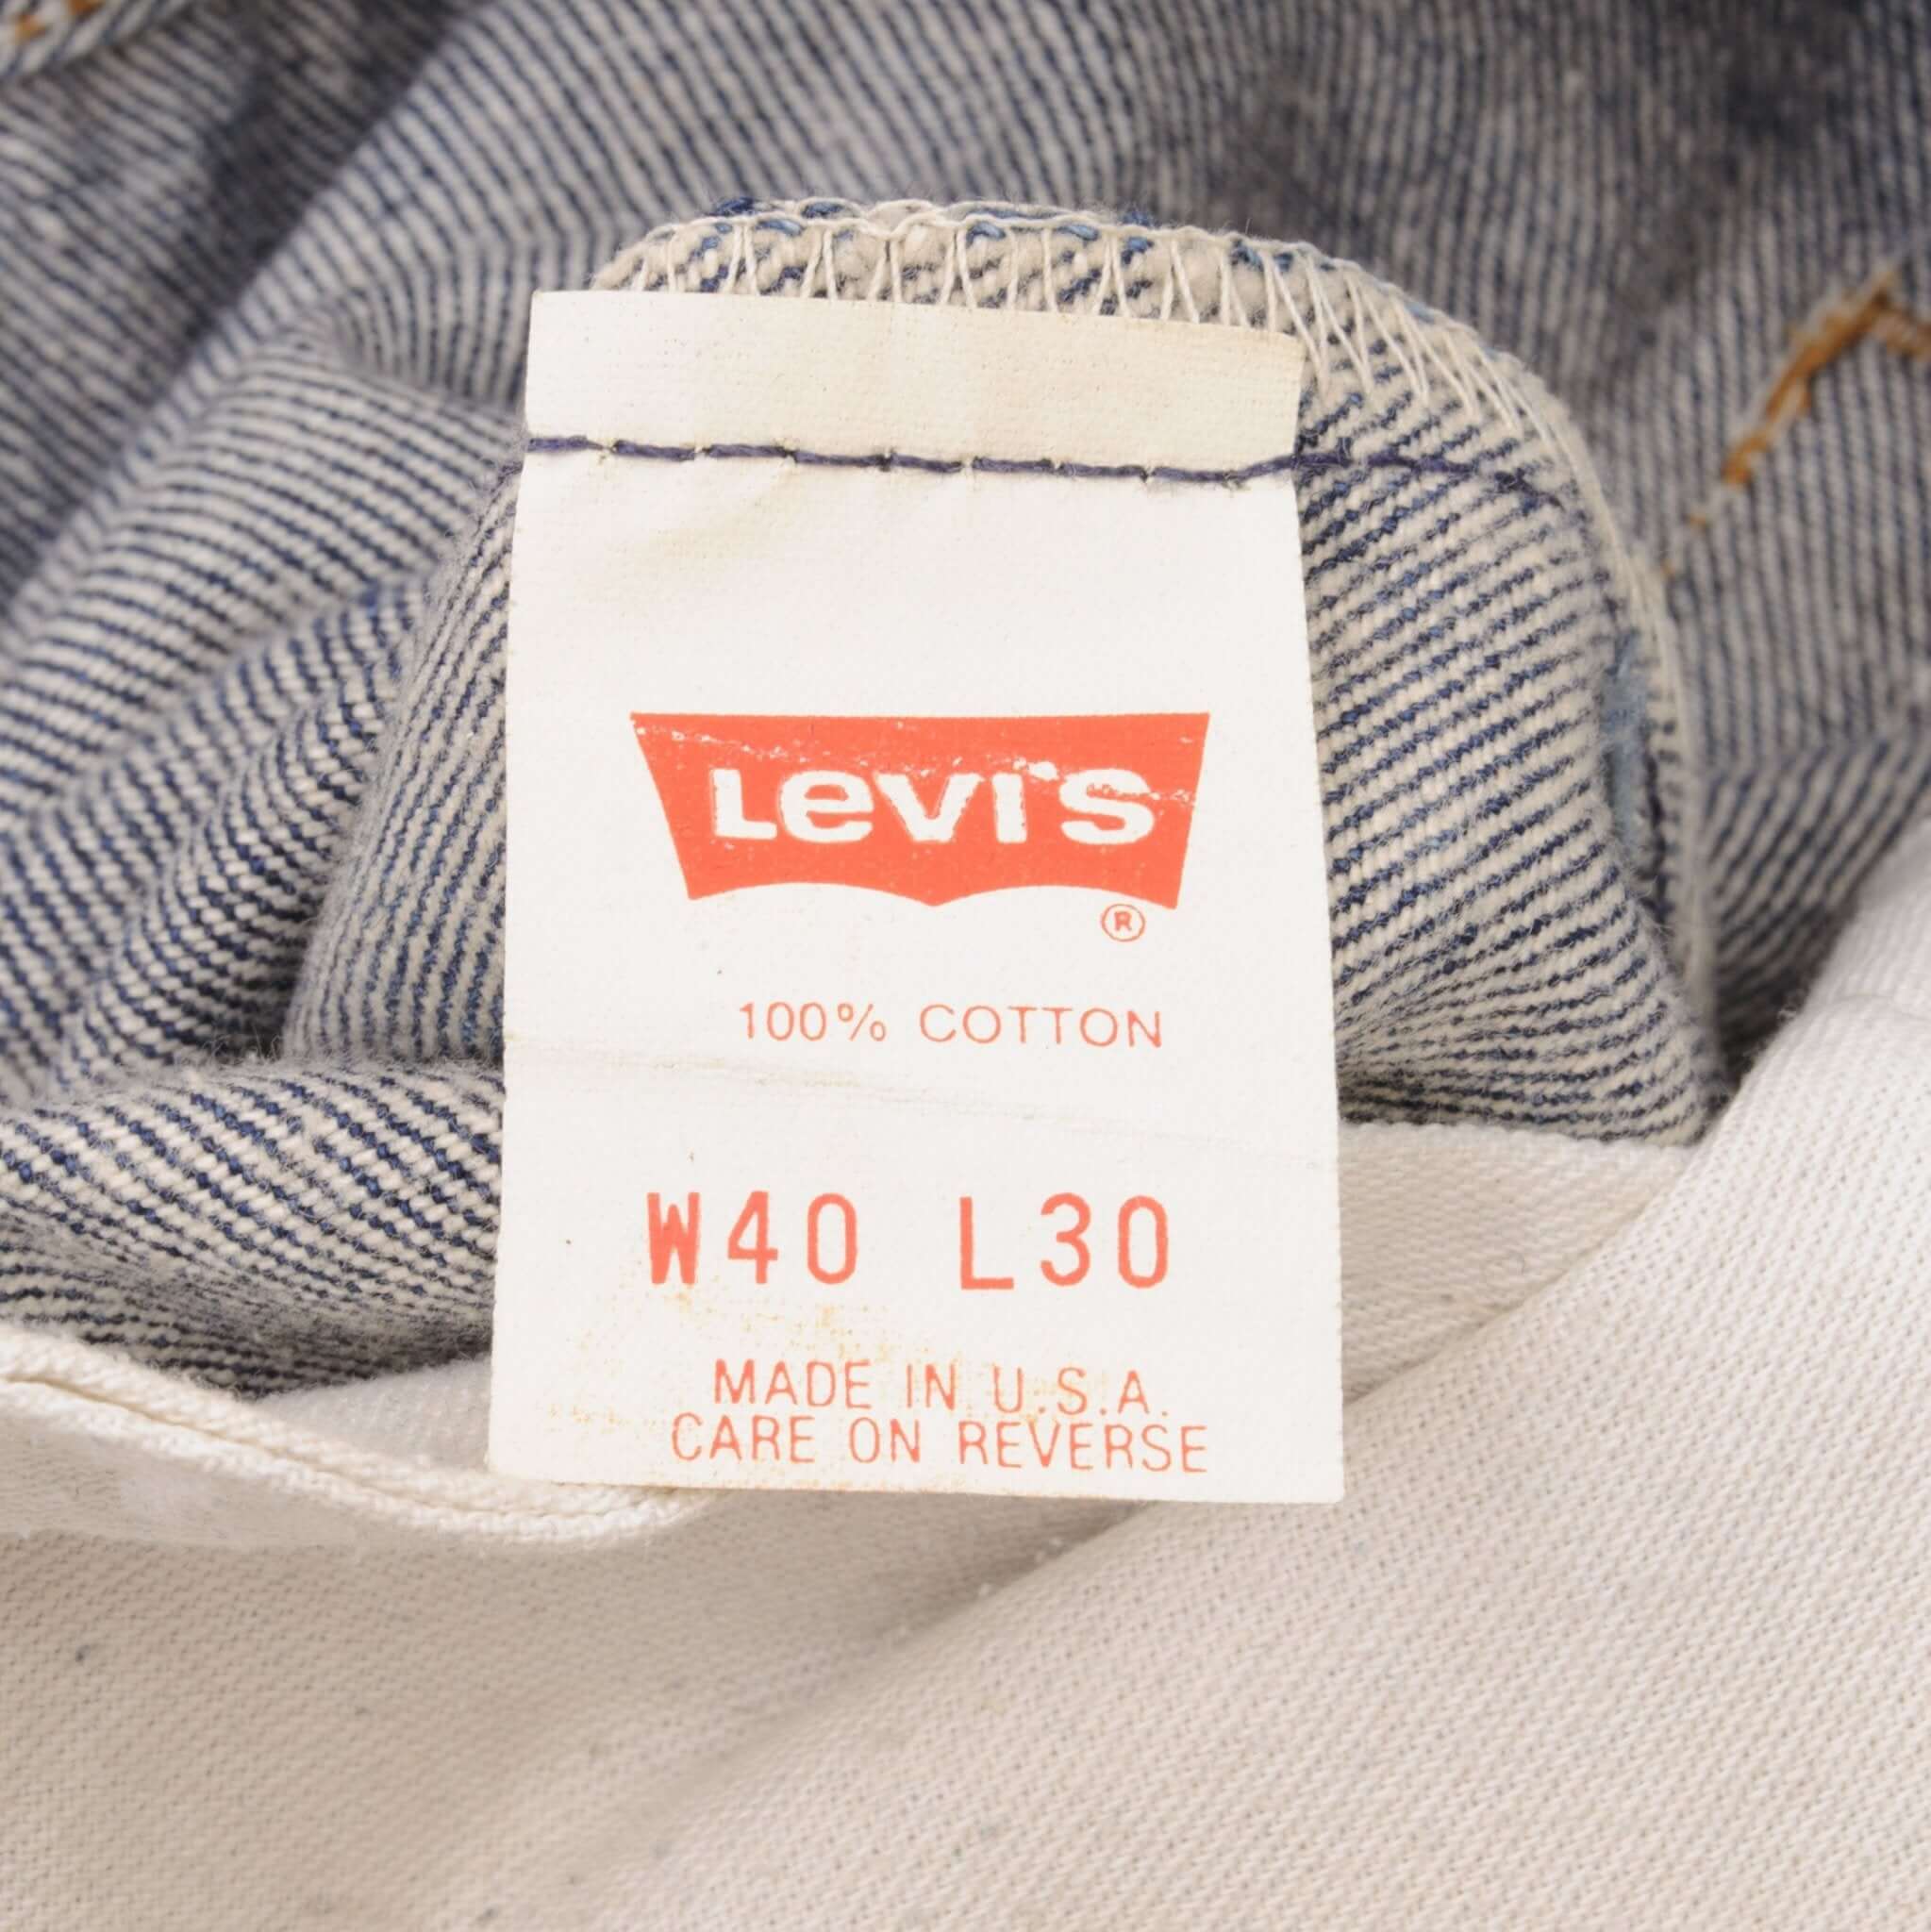 LEVI'S
®
100% COTTON
W40 L30
MADE IN U.S.A.
CARE ON REVERSE